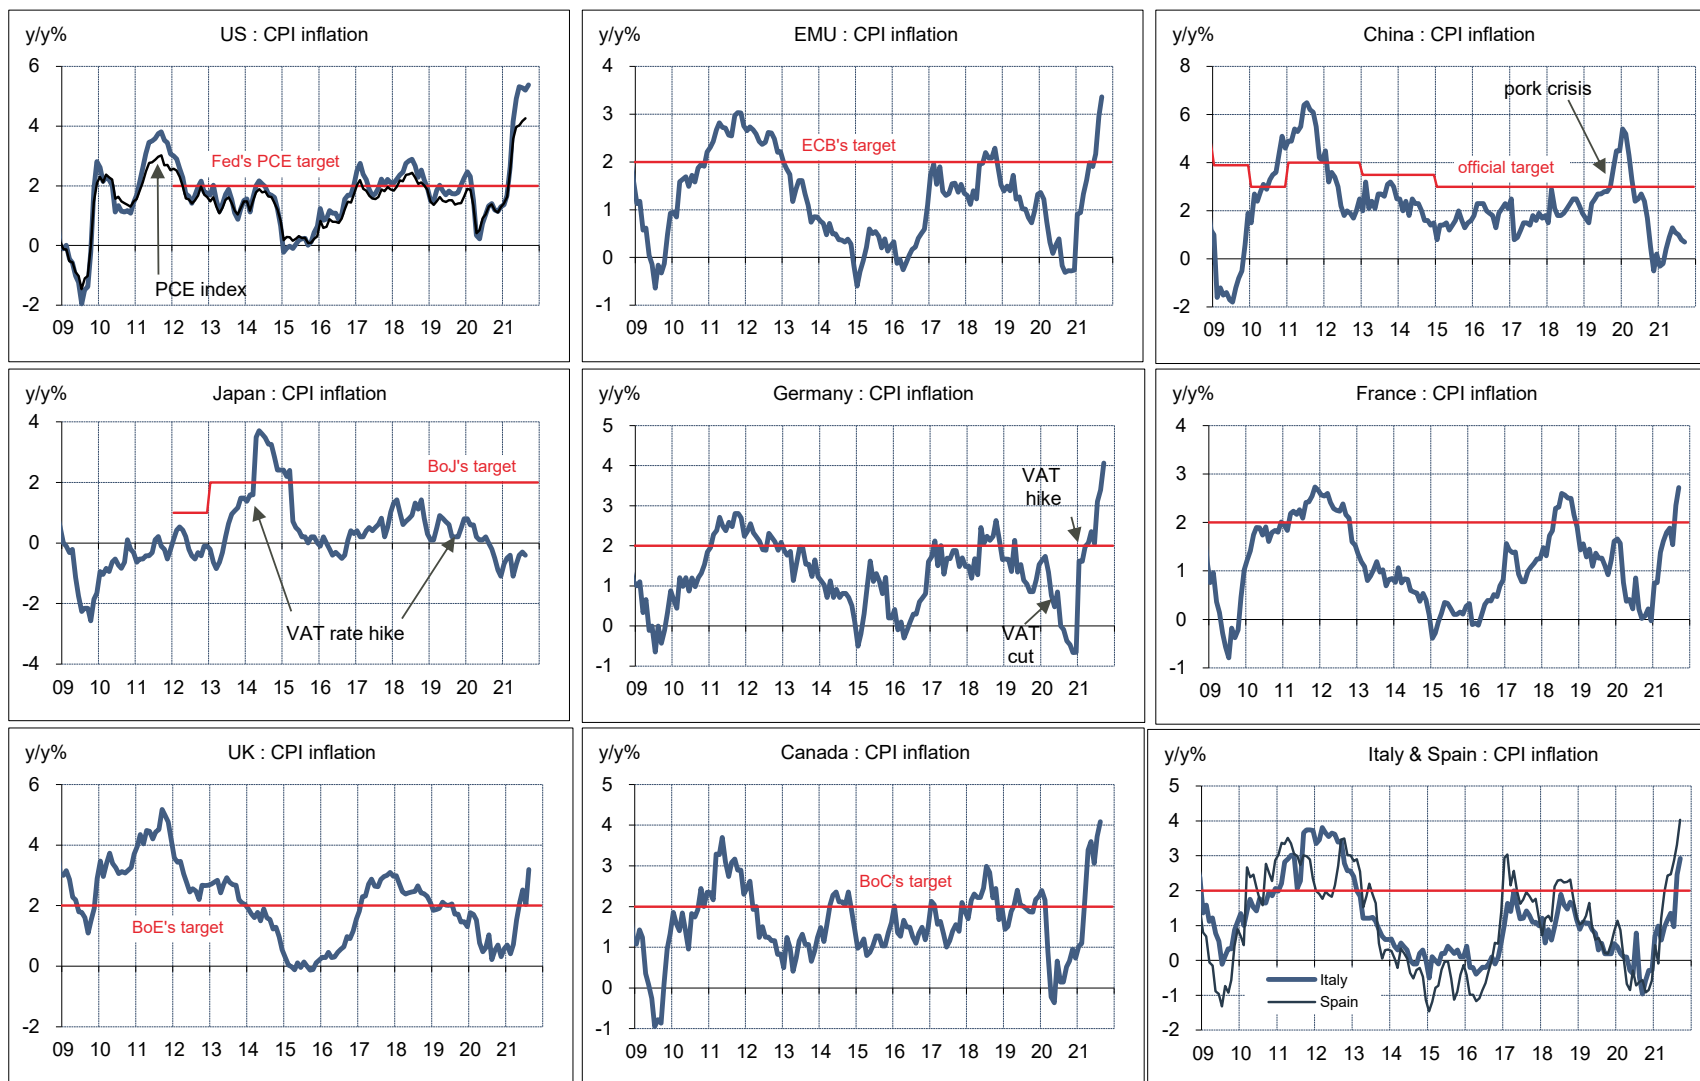 US : CPI inflation
y/y%
6
4
2
0
-2
Fed's PCE target
PCE index
09 10 11 12 13 14 15 16 17 18 19 20 21
EMU : CPI inflation
y/y%
4
3
2
1
0
-1
ECB's target
09 10 11 12 13 14 15 16 17 18 19 20 21
China : CPI inflation
y/y%
8
6
4
2
0
-2
pork crisis
official target
09 10 11 12 13 14 15 16 17 18 19 20 21
Japan : CPI inflation
y/y%
4
2
0
-2
-4
BoJ's target
VAT rate hike
09 10 11 12 13 14 15 16 17 18 19 20 21
Germany : CPI inflation
y/y%
5
4
3
2
1
0
-1
VAT
hike
VAT
cut
09 10 11 12 13 14 15 16 17 18 19 20 21
France : CPI inflation
y/y%
4
3
2
1
0
-1
09 10 11 12 13 14 15 16 17 18 19 20 21
UK : CPI inflation
y/y%
6
4
2
0
-2
BoE's target
09 10 11 12 13 14 15 16 17 18 19 20 21
Canada : CPI inflation
y/y%
5
4
3
2
1
0
-1
BoC's target
09 10 11 12 13 14 15 16 17 18 19 20 21
Italy & Spain : CPI inflation
y/y%
5
4
3
2
1
0
-1
-2
Italy
Spain
09 10 11 12 13 14 15 16 17 18 19 20 21